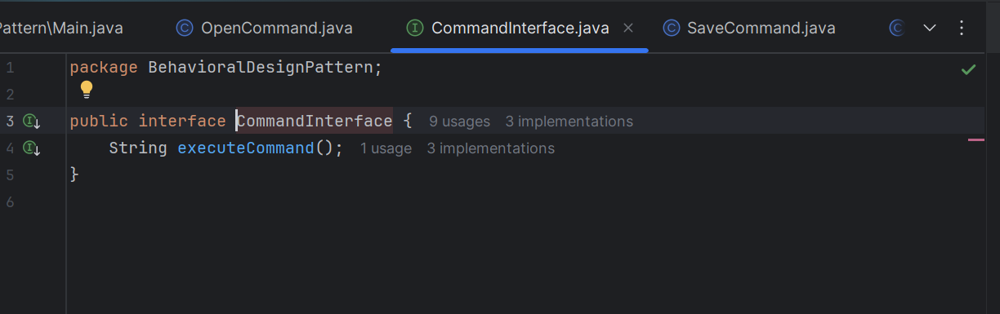 Pattern\Main.java OpenCommand.java CommandInterface.java SaveCommand.java
1 package BehavioralDesignPattern;
2
3 public interface CommandInterface { 9 usages 3 implementations
4 String executeCommand(); 1 usage 3 implementations
5 }
6